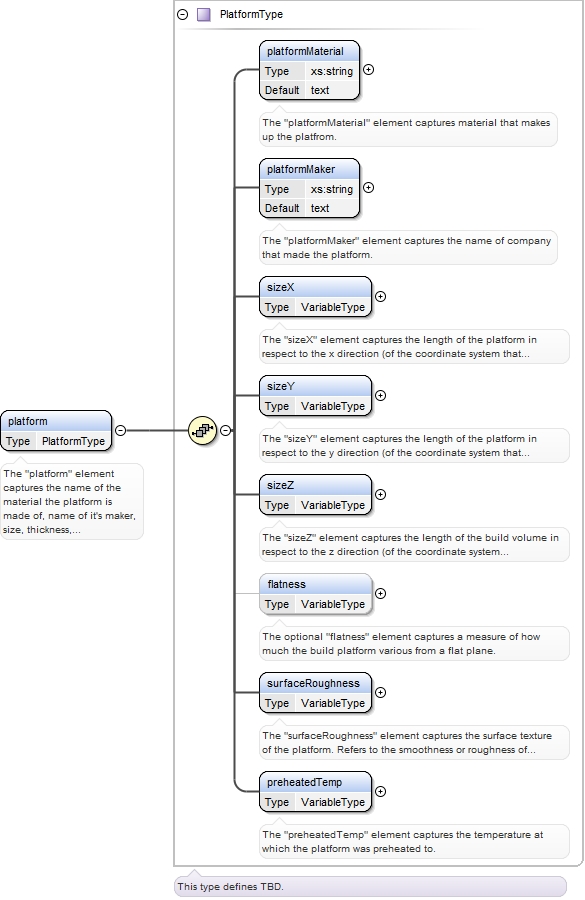 PlatformType
platformMaterial
Type xs:string
Default text
The "platformMaterial" element captures material that makes
up the platfrom.
platformMaker
Type xs:string
Default text
The "platformMaker" element captures the name of company
that made the platform.
sizeX
Type VariableType
The "sizeX" element captures the length of the platform in
respect to the x direction (of the coordinate system that...
sizeY
Type VariableType
The "sizeY" element captures the length of the platform in
respect to the y direction (of the coordinate system that...
platform
Type PlatformType
The "platform" element
captures the name of the
material the platform is
made of, name of it's maker,
size, thickness,...
sizeZ
Type VariableType
The "sizeZ" element captures the length of the build volume in
respect to the z direction (of the coordinate system...
flatness
Type VariableType
The optional "flatness" element captures a measure of how
much the build platform various from a flat plane.
surfaceRoughness
Type VariableType
The "surfaceRoughness" element captures the surface texture
of the platform. Refers to the smoothness or roughness of...
preheatedTemp
Type VariableType
The "preheatedTemp" element captures the temperature at
which the platform was preheated to.
This type defines TBD.